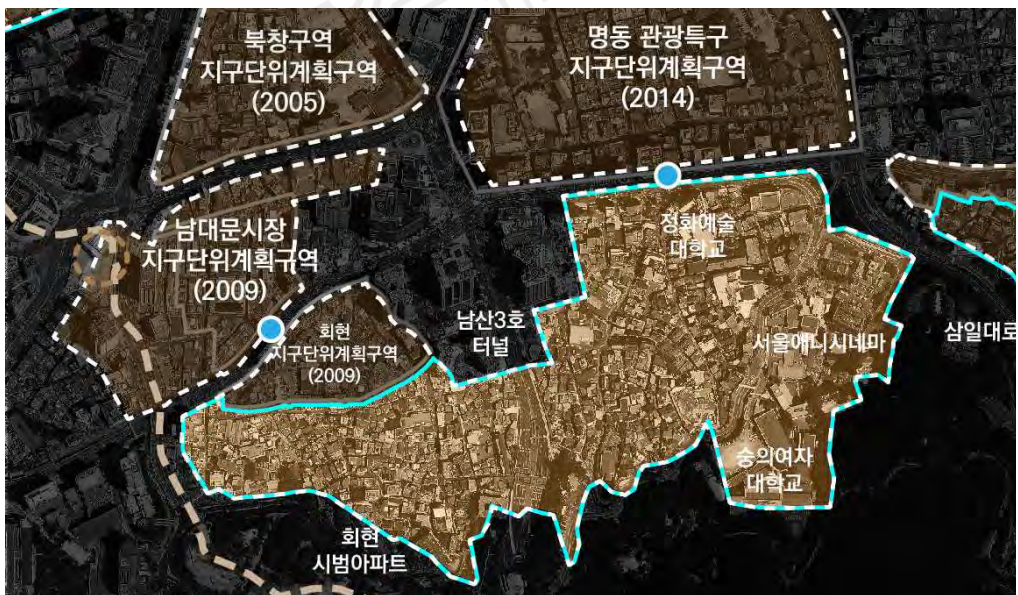 북창구역
지구단위계획구역
(2005)
명동 관광특구
지구단위계획구역
(2014)
남대문시장
지구단위계획구역
(2009)
정화예술
대학교
회현
지구단위계획구역
(2009)
남산3호
터널
서울애니시네마
삼일대로
숭의여자
대학교
회현
시범아파트